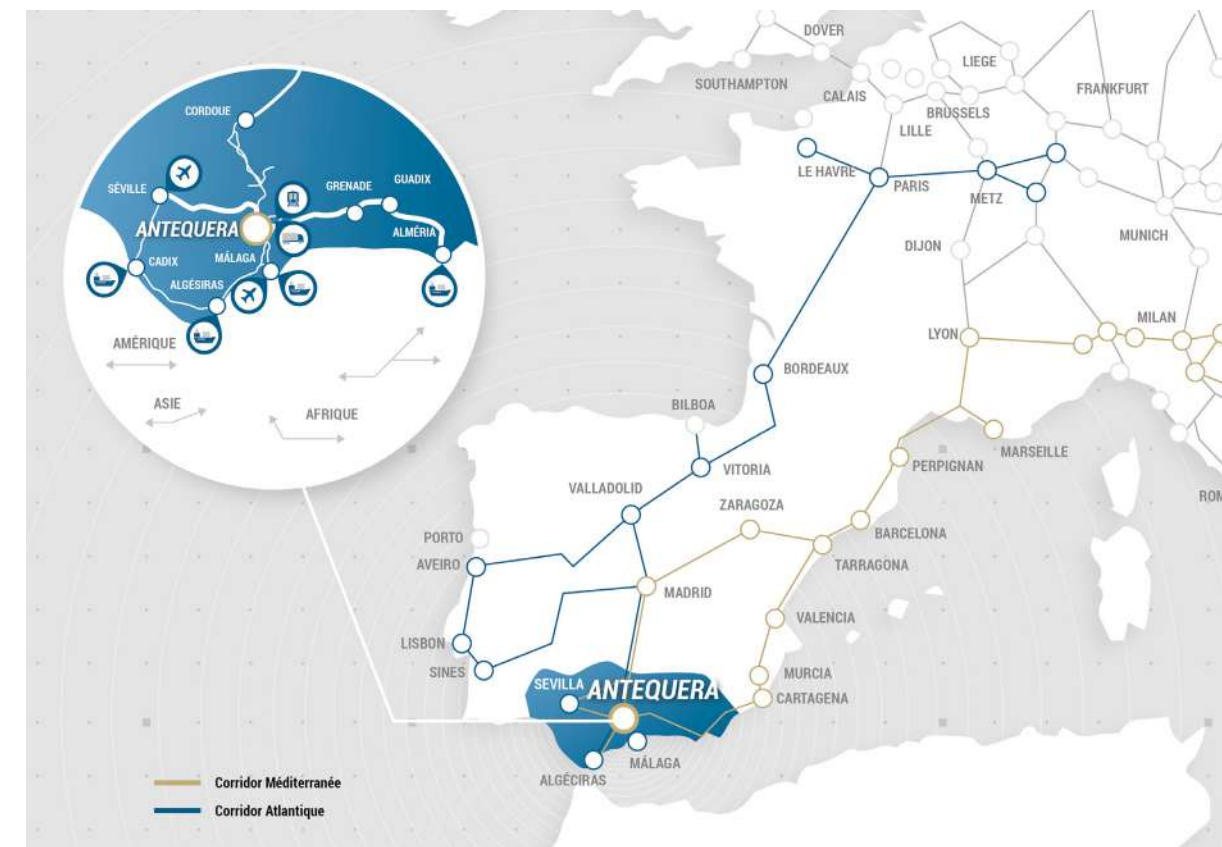 DOVER
SOUTHAMPTON
CALAIS
LIEGE
FRANKFURT
BRUSSELS
LILLE
LE HAVRE
PARIS
METZ
DIJON
MUNICH
LYON
MILAN
BORDEAUX
BILBOA
MARSEILLE
VITORIA
PERPIGNAN
VALLADOLID
ZARAGOZA
ROM
PORTO
BARCELONA
AVEIRO
TARRAGONA
MADRID
VALENCIA
LISBON
SINES
MURCIA
SEVILLA
ANTEQUERA
CARTAGENA
MÁLAGA
ALGÉCIRAS
CORDOUE
SÉVILLE
GRENADE
GUADIX
ANTEQUERA
ALMÉRIA
CADIX
MÁLAGA
ALGÉSIRAS
AMÉRIQUE
ASIE
AFRIQUE
Corridor Méditerranée
Corridor Atlantique